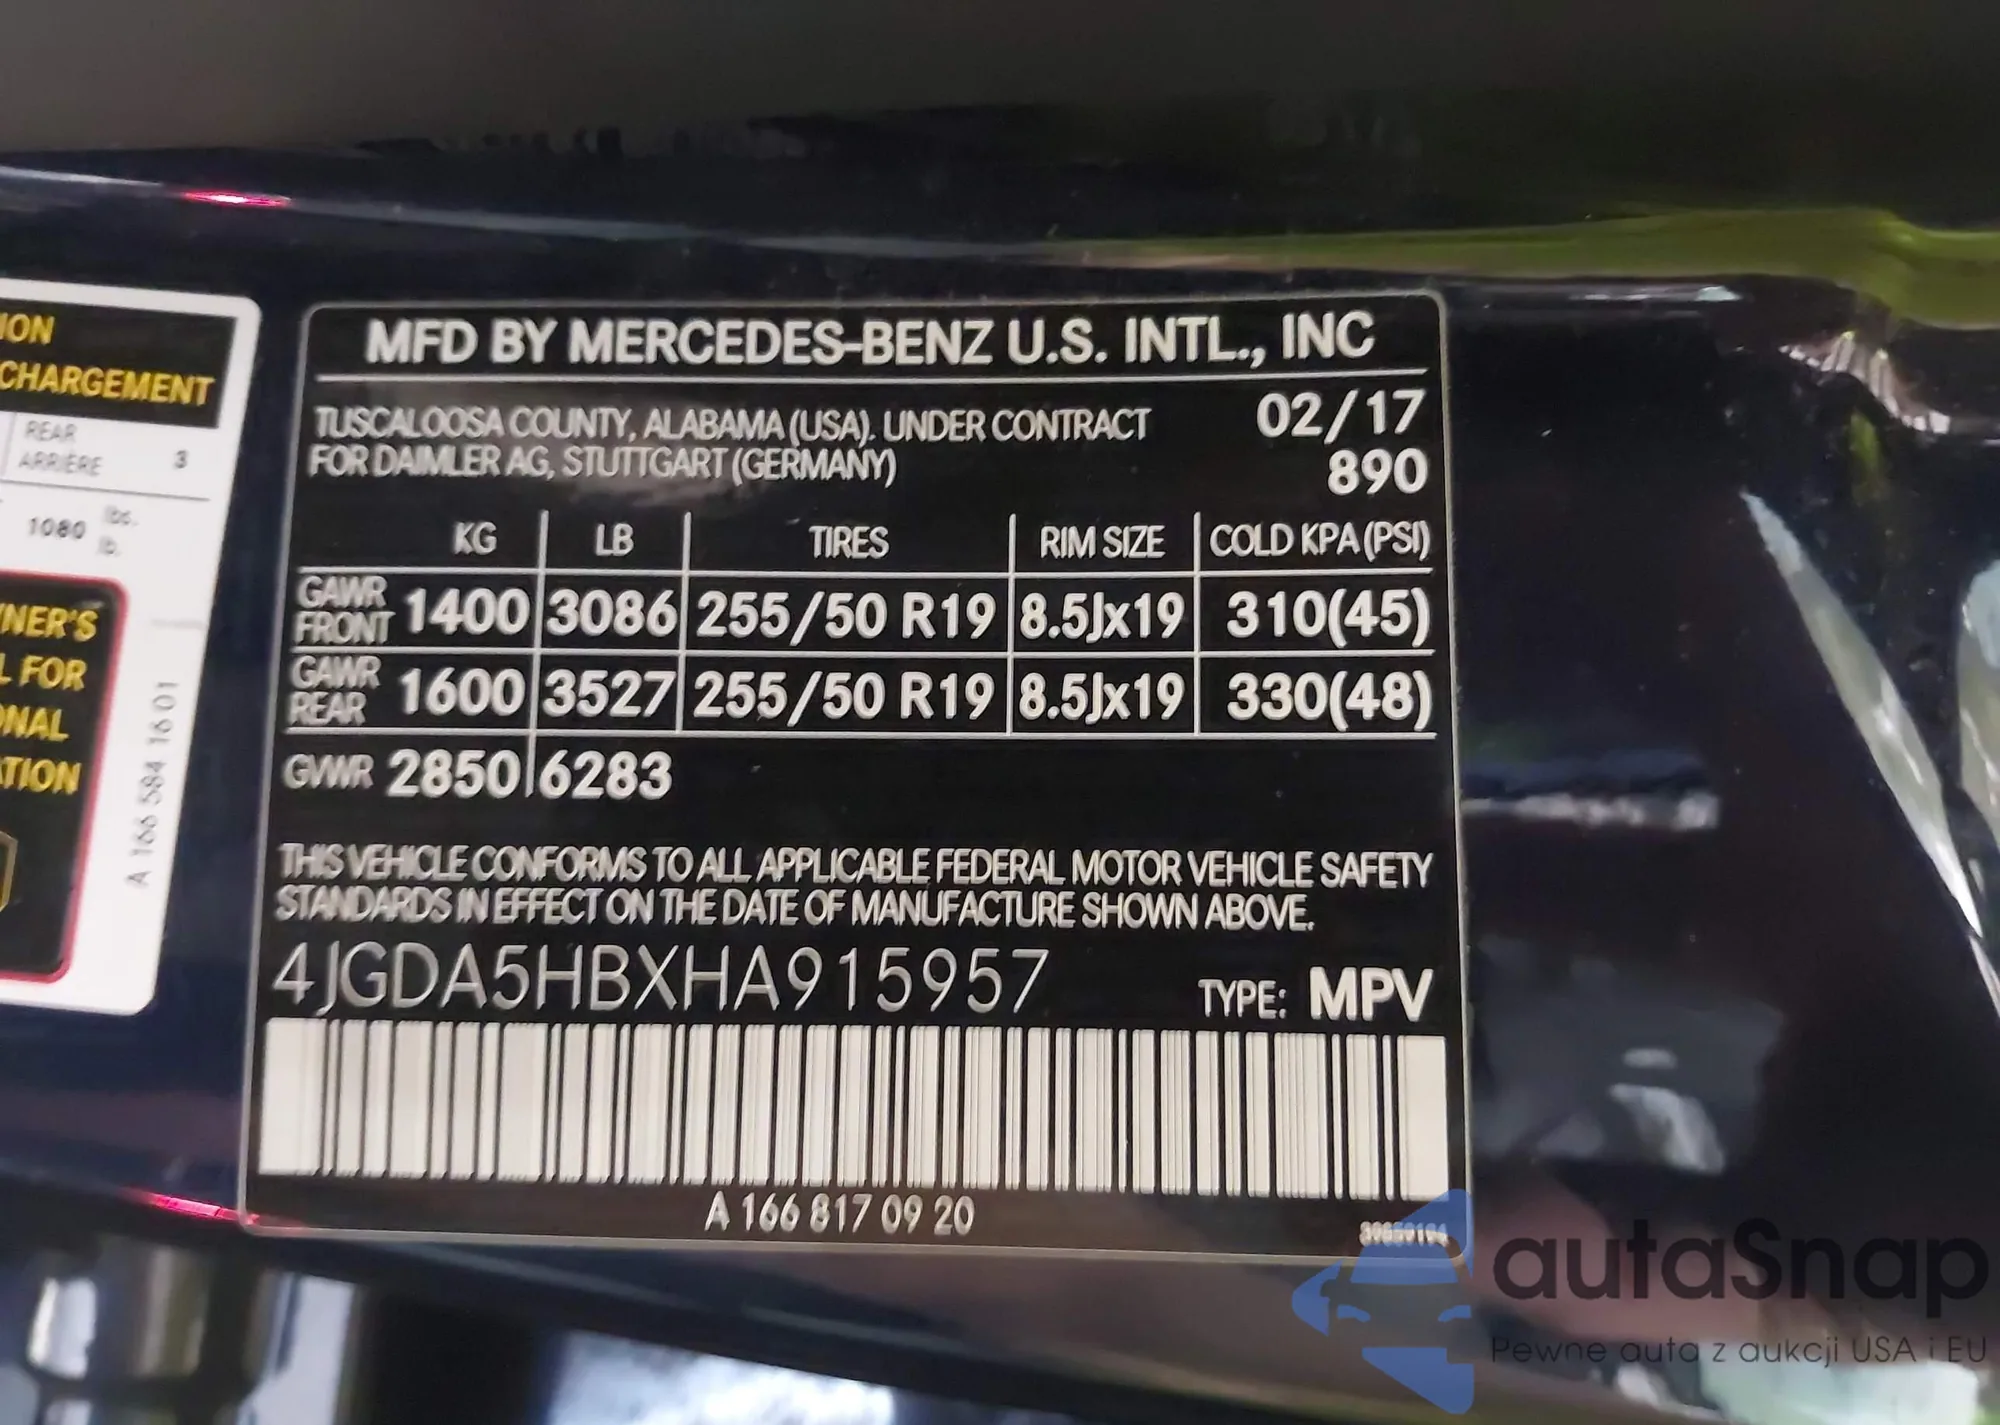 ION
CHARGEMENT
REAR
ARRIÈRE 3
1080 lbs.
lb.
NER'S
L FOR
ONAL
TION
A 166 584 16 01
MFD BY MERCEDES-BENZ U.S. INTL., INC
TUSCALOOSA COUNTY, ALABAMA (USA). UNDER CONTRACT 02/17
FOR DAIMLER AG, STUTTGART (GERMANY) 890
KG LB TIRES RIM SIZE COLD KPA (PSI)
GAWR FRONT 1400 3086 255/50 R19 8.5Jx19 310(45)
GAWR REAR 1600 3527 255/50 R19 8.5Jx19 330(48)
GVWR 2850 6283
THIS VEHICLE CONFORMS TO ALL APPLICABLE FEDERAL MOTOR VEHICLE SAFETY
STANDARDS IN EFFECT ON THE DATE OF MANUFACTURE SHOWN ABOVE.
4JGDA5HBXHA915957 TYPE: MPV
A 166 817 09 20
autaSnap
Pewne auta z aukcji USA i EU